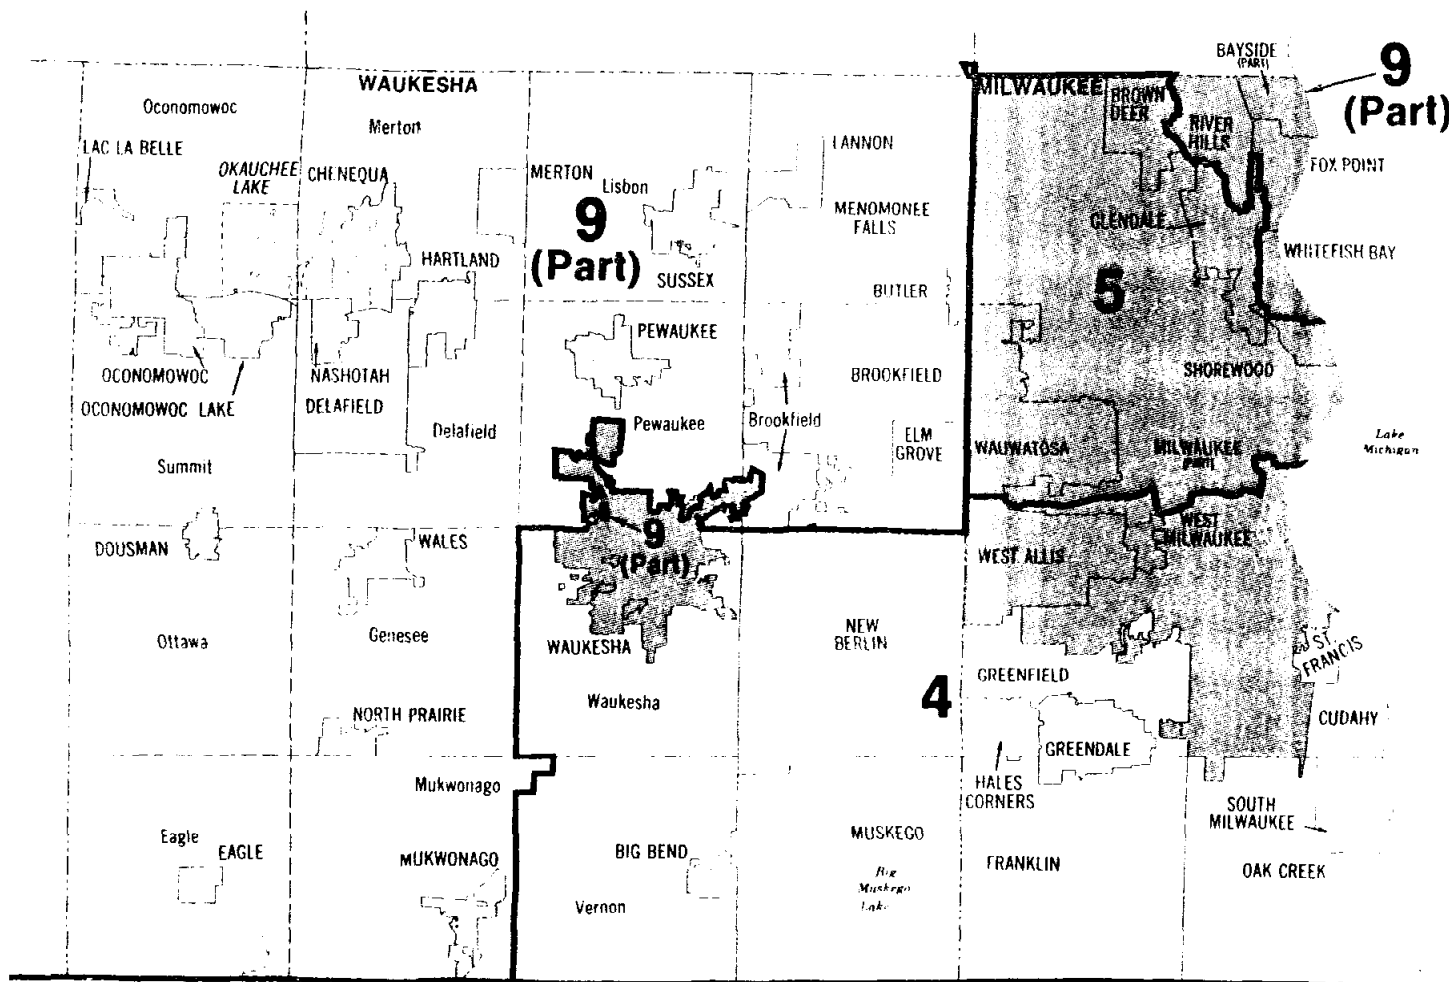 BAYSIDE
(PART)
9
(Part)
WAUKESHA
MILWAUKEE
BROWN
DEER
RIVER
HILLS
Oconomowoc
Merton
LANNON
LAC LA BELLE
OKAUCHEE
LAKE
CHENEQUA
MERTON
Lisbon
FOX POINT
9
(Part)
MENOMONEE
FALLS
GLENDALE
HARTLAND
SUSSEX
WHITEFISH BAY
BUTLER
5
PEWAUKEE
OCONOMOWOC
NASHOTAH
BROOKFIELD
SHOREWOOD
OCONOMOWOC LAKE
DELAFIELD
Delafield
Pewaukee
Brookfield
ELM
GROVE
WAUWATOSA
MILWAUKEE
(PART)
Lake
Michigan
Summit
DOUSMAN
WALES
9
(Part)
WEST
MILWAUKEE
WEST ALLIS
Ottawa
Genesee
WAUKESHA
NEW
BERLIN
ST.
FRANCIS
GREENFIELD
4
Waukesha
NORTH PRAIRIE
CUDAHY
GREENDALE
Mukwonago
HALES
CORNERS
SOUTH
MILWAUKEE
Eagle
EAGLE
MUKWONAGO
BIG BEND
MUSKEGO
FRANKLIN
OAK CREEK
Big
Muskego
Lake
Vernon